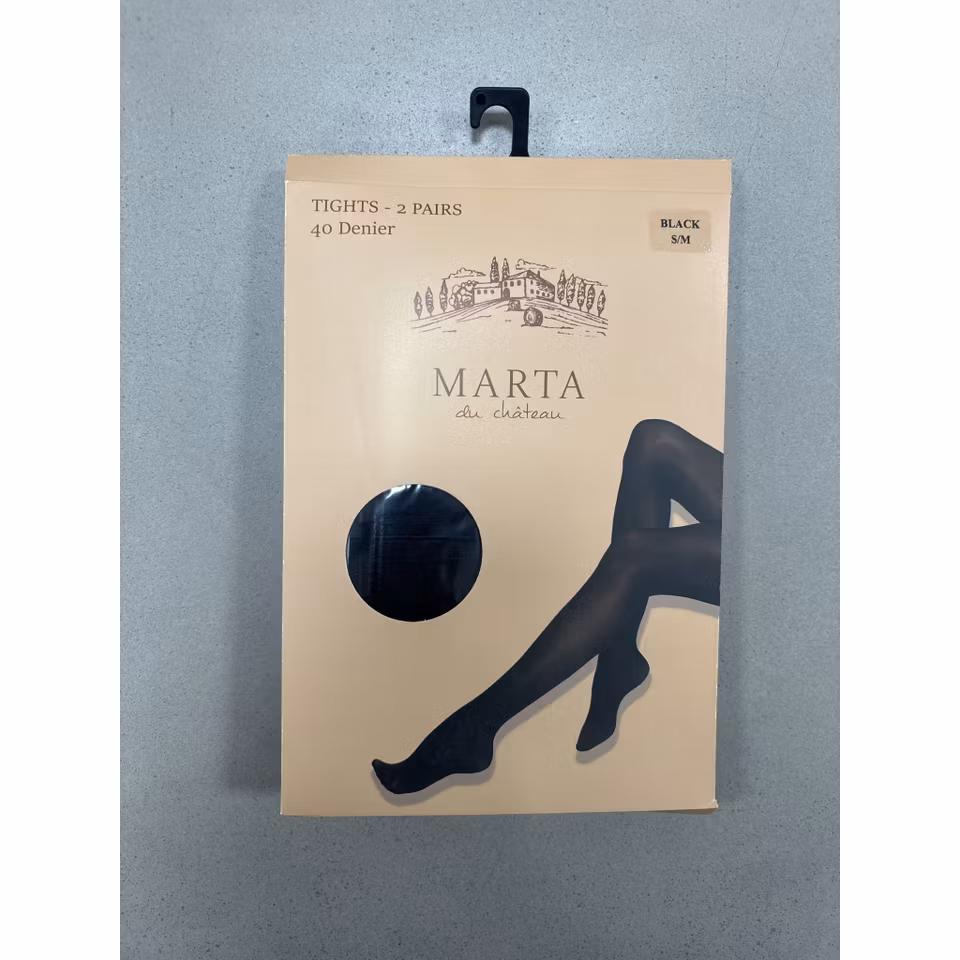 TIGHTS - 2 PAIRS
40 Denier
BLACK
S/M
MARTA
du château